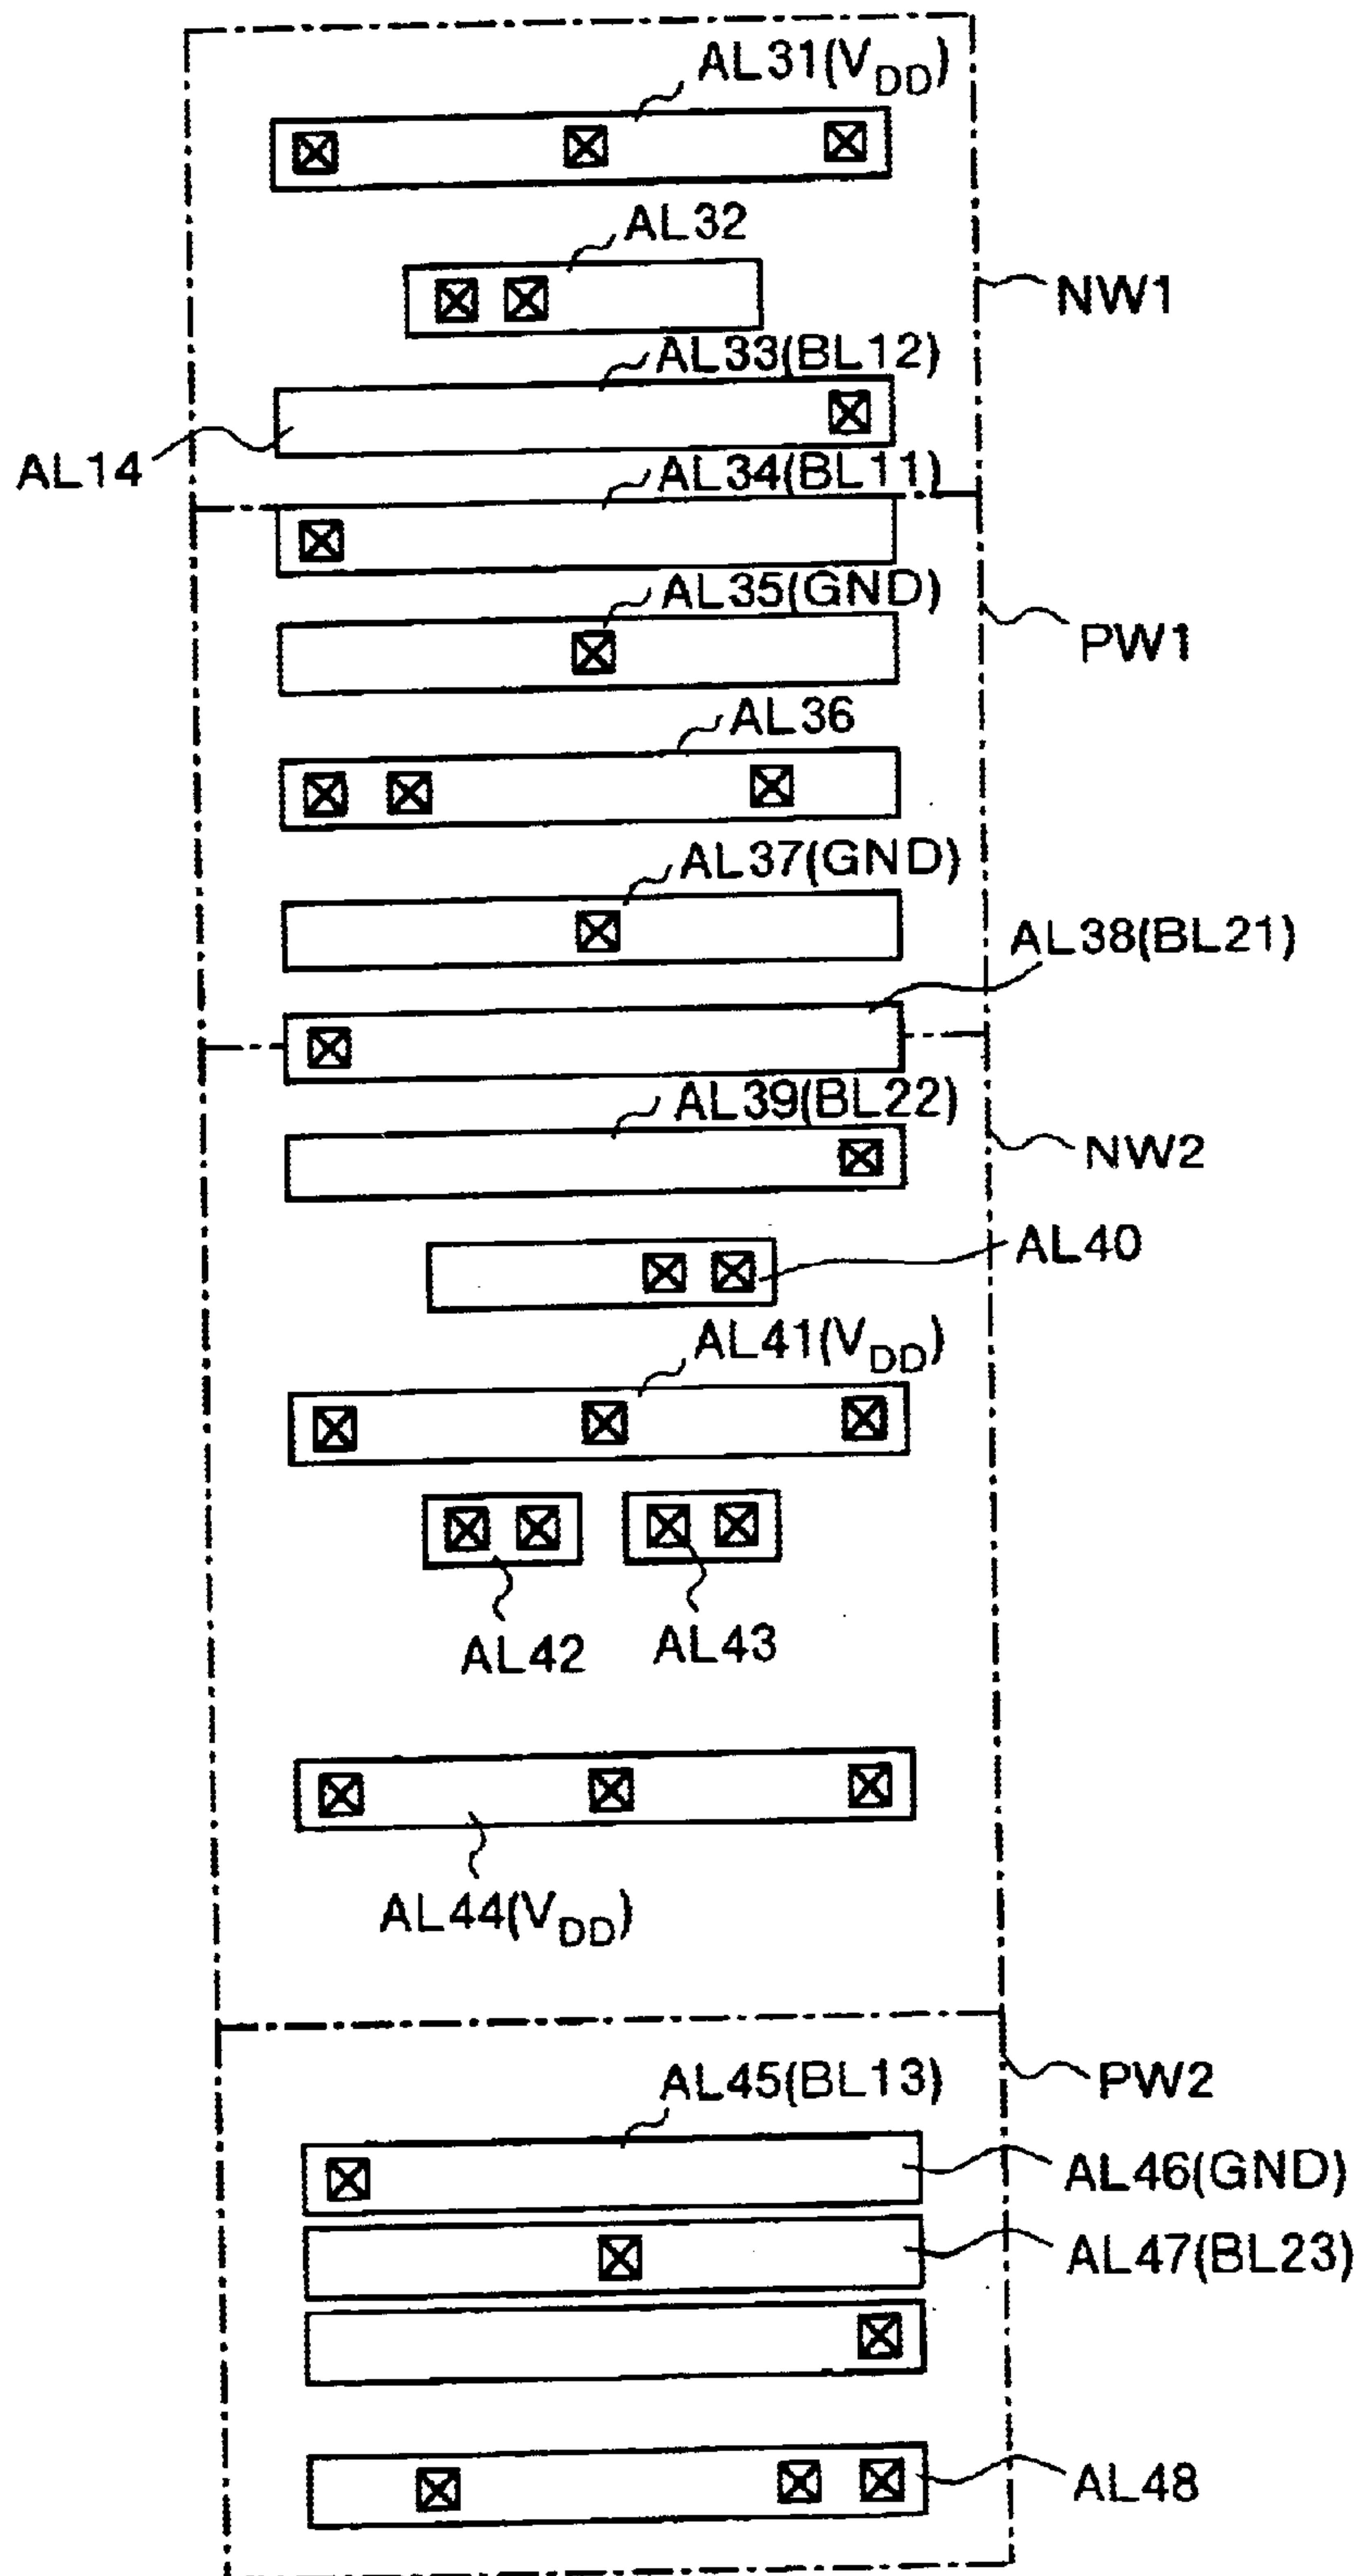 AL31(VDD)
AL32
NW1
AL33(BL12)
AL14
AL34(BL11)
AL35(GND)
PW1
AL36
AL37(GND)
AL38(BL21)
AL39(BL22)
NW2
AL40
AL41(VDD)
AL42
AL43
AL44(VDD)
PW2
AL45(BL13)
AL46(GND)
AL47(BL23)
AL48